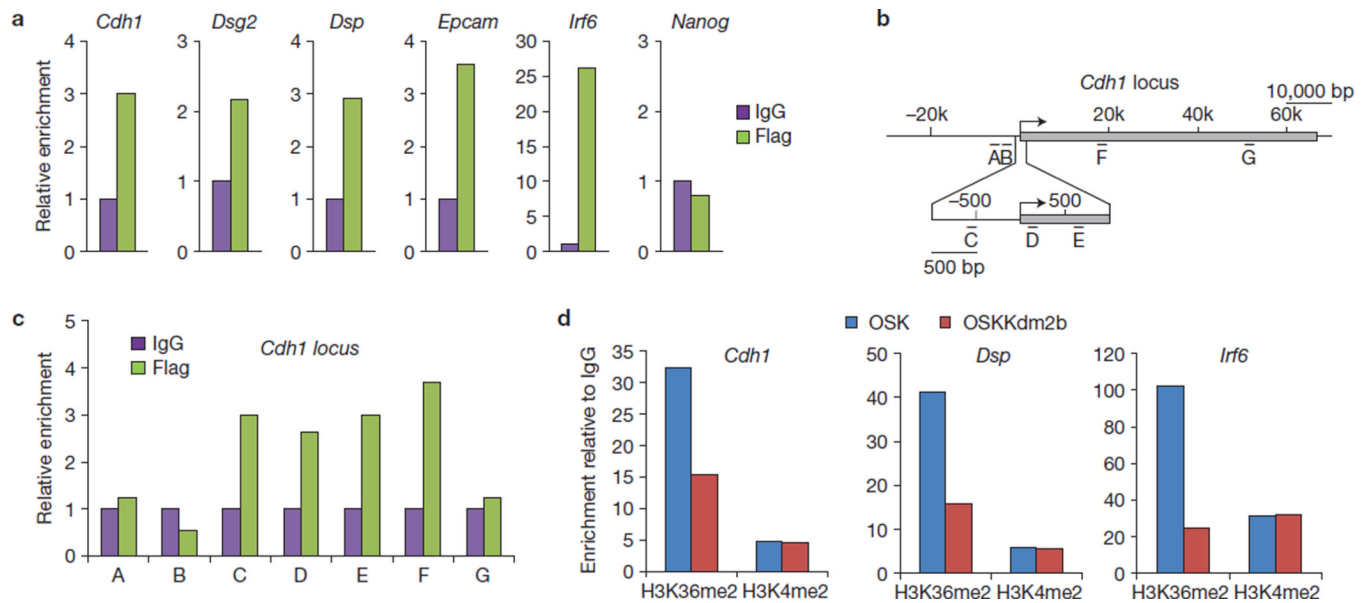 a
Cdh1
Dsg2
Dsp
Epcam
Irf6
Nanog
Relative enrichment
4
3
2
1
0
3
2
1
0
4
3
2
1
0
4
3
2
1
0
30
25
20
15
10
5
0
3
2
1
0
IgG
Flag
b
Cdh1 locus
10,000 bp
–20k
20k
40k
60k
A B
F
G
–500
500
C
D
E
500 bp
c
Cdh1 locus
IgG
Flag
Relative enrichment
5
4
3
2
1
0
A B C D E F G
d
OSK
OSKKdm2b
Enrichment relative to IgG
Cdh1
35
30
25
20
15
10
5
0
H3K36me2 H3K4me2
Dsp
50
40
30
20
10
0
H3K36me2 H3K4me2
Irf6
120
100
80
60
40
20
0
H3K36me2 H3K4me2